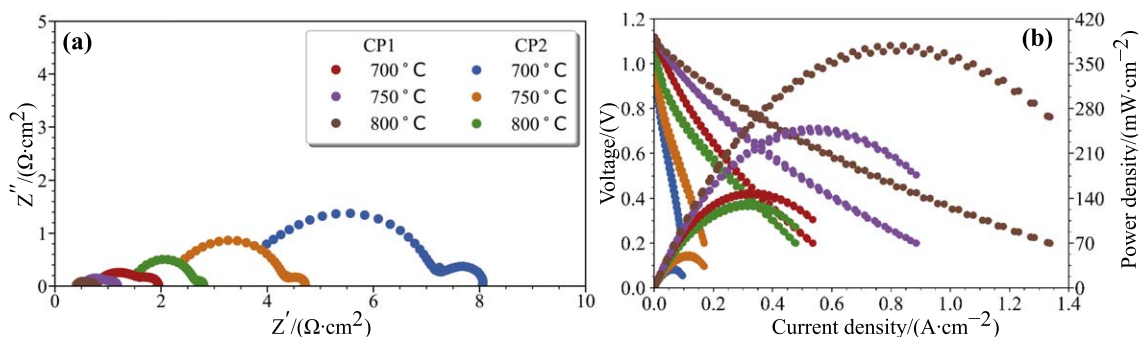 (a)
CP1 CP2
700°C 700°C
750°C 750°C
800°C 800°C
5
4
3
2
1
0
Z″/(Ω·cm²)
0 2 4 6 8 10
Z′/(Ω·cm²)
(b)
1.2
1.0
0.8
0.6
0.4
0.2
0.0
Voltage/(V)
420
350
280
210
140
70
0
Power density/(mW·cm⁻²)
0.0 0.2 0.4 0.6 0.8 1.0 1.2 1.4
Current density/(A·cm⁻²)